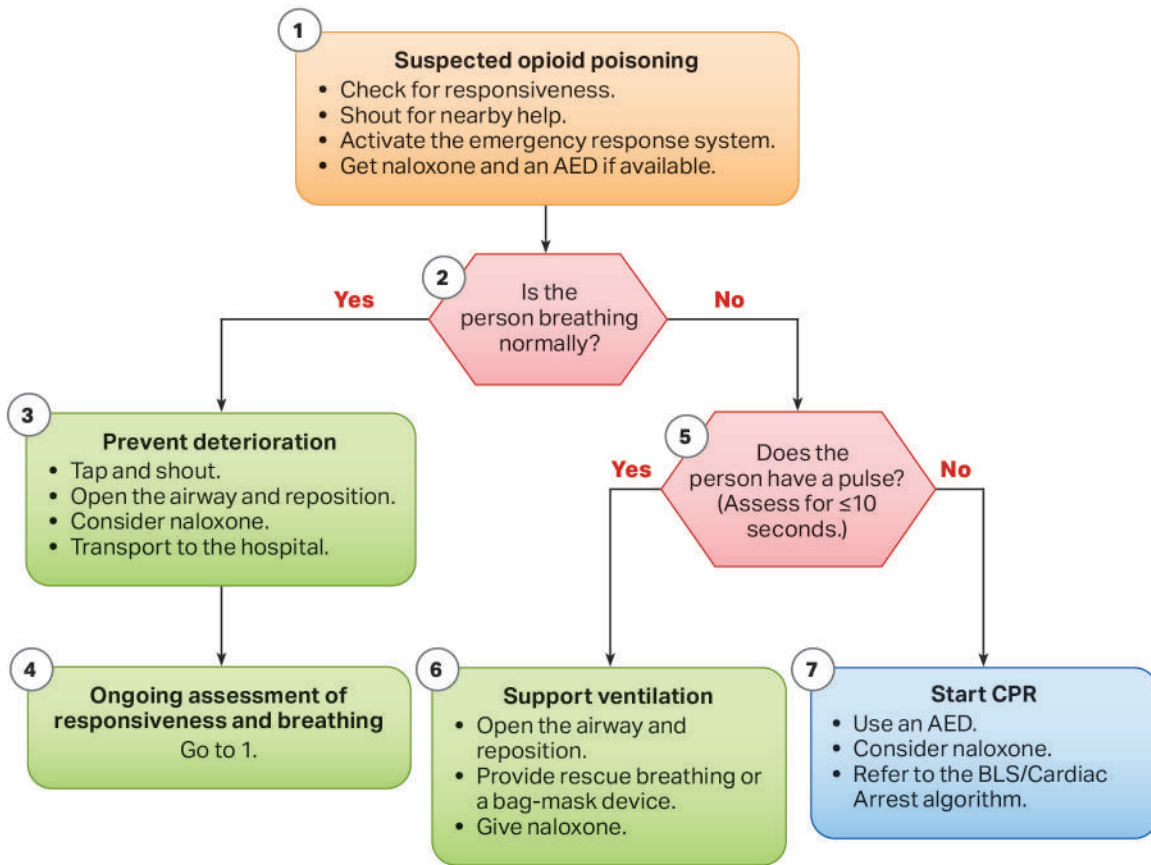 1
Suspected opioid poisoning
• Check for responsiveness.
• Shout for nearby help.
• Activate the emergency response system.
• Get naloxone and an AED if available.
2
Is the
person breathing
normally?
Yes
No
3
Prevent deterioration
• Tap and shout.
• Open the airway and reposition.
• Consider naloxone.
• Transport to the hospital.
4
Ongoing assessment of
responsiveness and breathing
Go to 1.
5
Does the
person have a pulse?
(Assess for ≤10
seconds.)
Yes
No
6
Support ventilation
• Open the airway and
reposition.
• Provide rescue breathing or
a bag-mask device.
• Give naloxone.
7
Start CPR
• Use an AED.
• Consider naloxone.
• Refer to the BLS/Cardiac
Arrest algorithm.